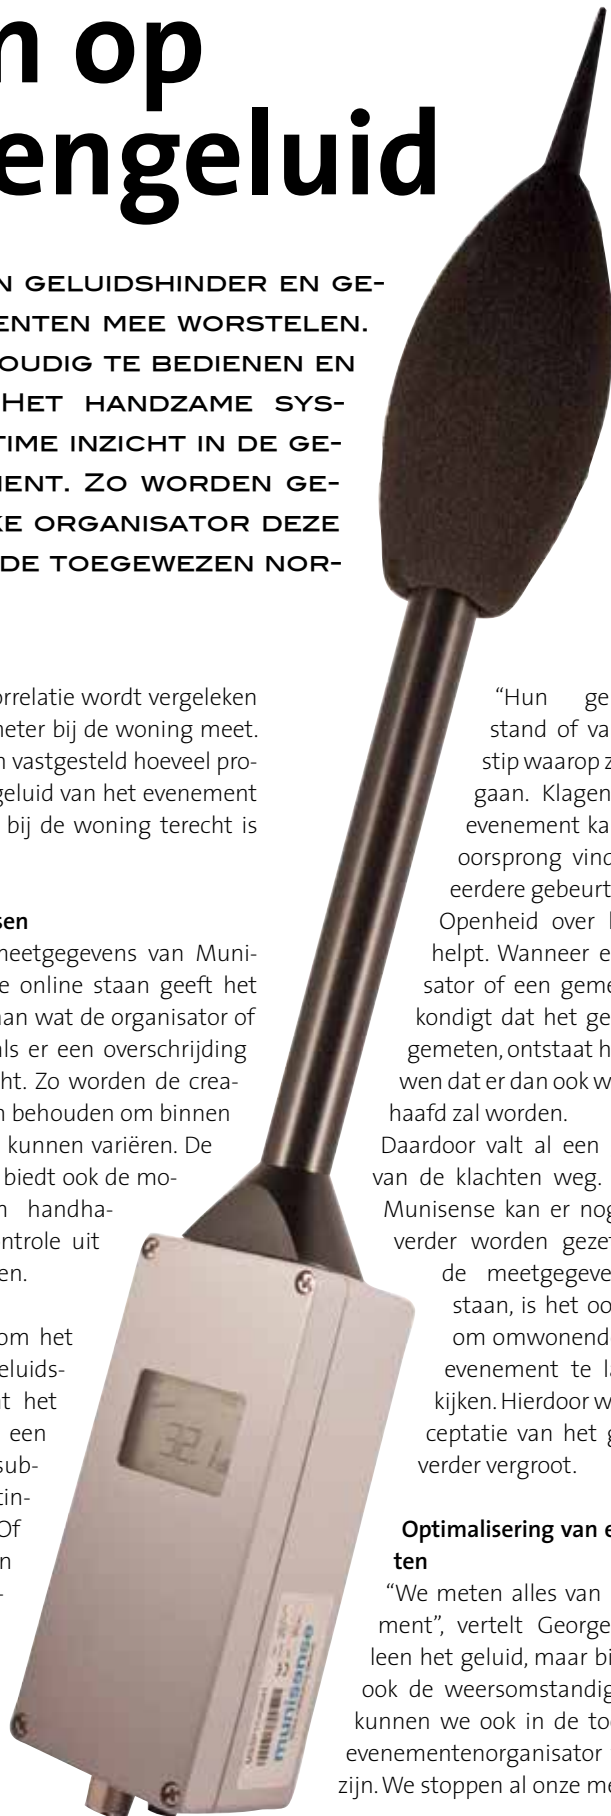 n op
engeluid
N GELUIDSHINDER EN GE-
ENTEN MEE WORSTELEN.
OUDIG TE BEDIENEN EN
HET HANDZAME SYS-
TIME INZICHT IN DE GE-
MENT. ZO WORDEN GE-
KE ORGANISATOR DEZE
DE TOEGEWEZEN NOR-
orrelatie wordt vergeleken
meter bij de woning meet.
n vastgesteld hoeveel pro-
geluid van het evenement
bij de woning terecht is
sen
meetgegevens van Muni-
e online staan geeft het
aan wat de organisator of
als er een overschrijding
cht. Zo worden de crea-
n behouden om binnen
kunnen variëren. De
biedt ook de mo-
n handha-
ontrole uit
en.
om het
eluids-
t het
een
sub-
tin-
Of
n
-
“Hun ge
stand of va
stip waarop z
gaan. Klagen
evenement ka
oorsprong vind
eerdere gebeurt
Openheid over
helpt. Wanneer e
sator of een geme
kondigt dat het ge
gemeten, ontstaat h
wen dat er dan ook w
haafd zal worden.
Daardoor valt al een
van de klachten weg.
Munisense kan er nog
verder worden gezet
de meetgegeve
staan, is het oo
om omwonende
evenement te la
kijken. Hierdoor w
ceptatie van het g
verder vergroot.
Optimalisering van e
ten
“We meten alles van
ment”, vertelt George
leen het geluid, maar bi
ook de weersomstandig
kunnen we ook in de to
evenementenorganisator
zijn. We stoppen al onze me
munisense